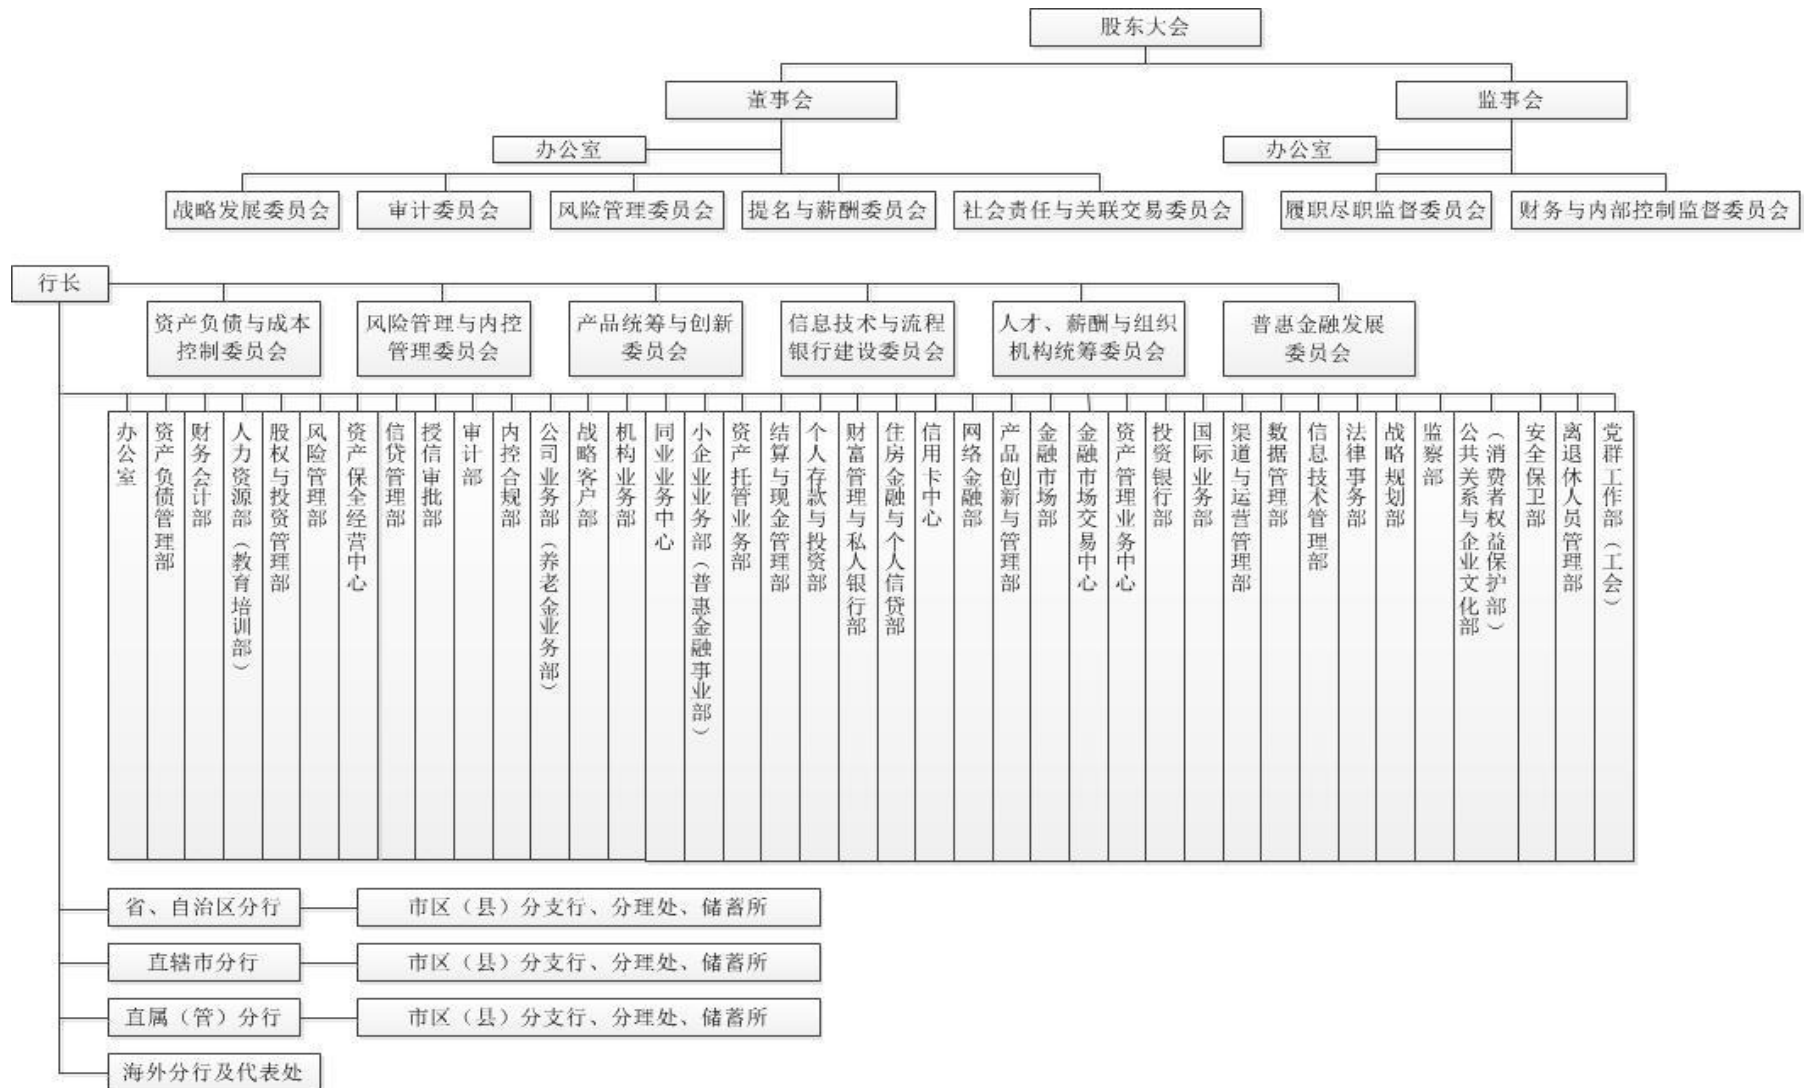 股东大会
董事会
监事会
办公室
办公室
战略发展委员会
审计委员会
风险管理委员会
提名与薪酬委员会
社会责任与关联交易委员会
履职尽职监督委员会
财务与内部控制监督委员会
行长
资产负债与成本
控制委员会
风险管理与内控
管理委员会
产品统筹与创新
委员会
信息技术与流程
银行建设委员会
人才、薪酬与组织
机构统筹委员会
普惠金融发展
委员会
办公室
资产负债管理部
财务会计部
人力资源部（教育培训部）
股权与投资管理部
风险管理部
资产保全经营中心
信贷管理部
授信审批部
审计部
内控合规部
公司业务部（养老金业务部）
战略客户部
机构业务部
同业业务中心
小企业业务部（普惠金融事业部）
资产托管业务部
结算与现金管理部
个人存款与投资部
财富管理与私人银行部
住房金融与个人信贷部
信用卡中心
网络金融部
产品创新与管理部
金融市场部
金融市场交易中心
资产管理业务中心
投资银行部
国际业务部
渠道与运营管理部
数据管理部
信息技术管理部
法律事务部
战略规划部
监察部
公共关系与企业文化部
（消费者权益保护部）
安全保卫部
离退休人员管理部
党群工作部（工会）
省、自治区分行
市区（县）分支行、分理处、储蓄所
直辖市分行
市区（县）分支行、分理处、储蓄所
直属（管）分行
市区（县）分支行、分理处、储蓄所
海外分行及代表处